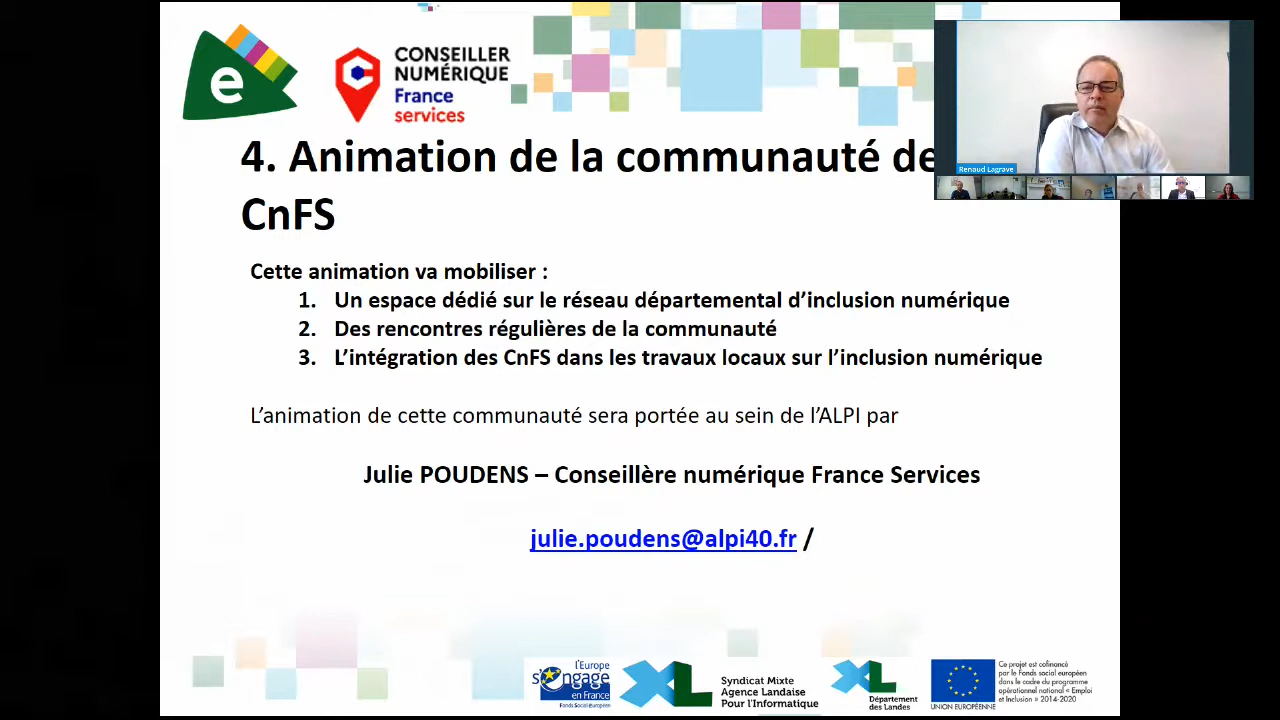 e
CONSEILLER
NUMÉRIQUE
France
services
4. Animation de la communauté de
CnFS
Renaud Lagrave
Cette animation va mobiliser :
1. Un espace dédié sur le réseau départemental d’inclusion numérique
2. Des rencontres régulières de la communauté
3. L’intégration des CnFS dans les travaux locaux sur l’inclusion numérique
L’animation de cette communauté sera portée au sein de l’ALPI par
Julie POUDENS – Conseillère numérique France Services
julie.poudens@alpi40.fr /
l'Europe
s'engage
en France
Fonds Social européen
XL
Syndicat Mixte
Agence Landaise
Pour l'Informatique
XL
Département
des Landes
UNION EUROPÉENNE
Ce projet est cofinancé
par le Fonds social européen
dans le cadre du programme
opérationnel national « Emploi
et Inclusion » 2014-2020